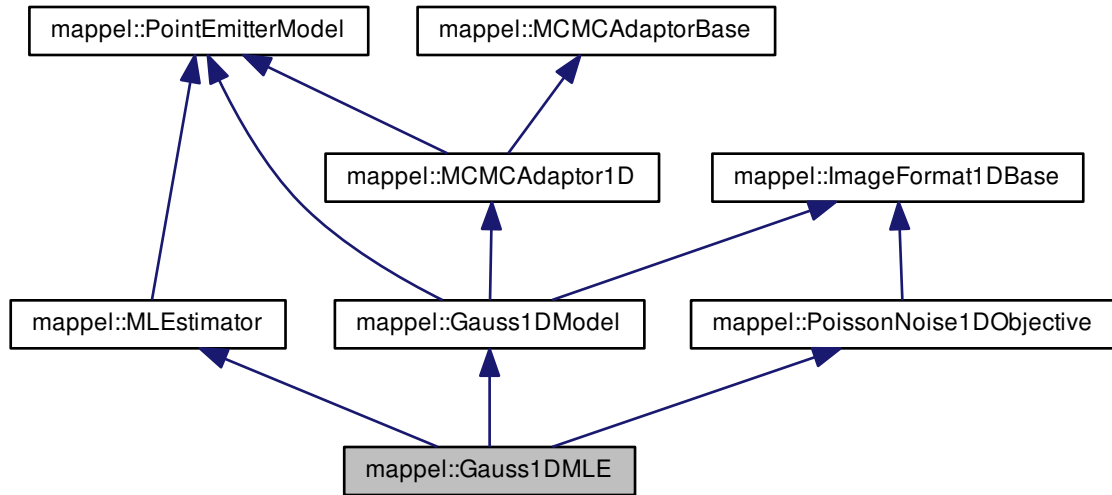 mappel::PointEmitterModel
mappel::MCMCAdaptorBase
mappel::MCMCAdaptor1D
mappel::ImageFormat1DBase
mappel::MLEstimator
mappel::Gauss1DModel
mappel::PoissonNoise1DObjective
mappel::Gauss1DMLE